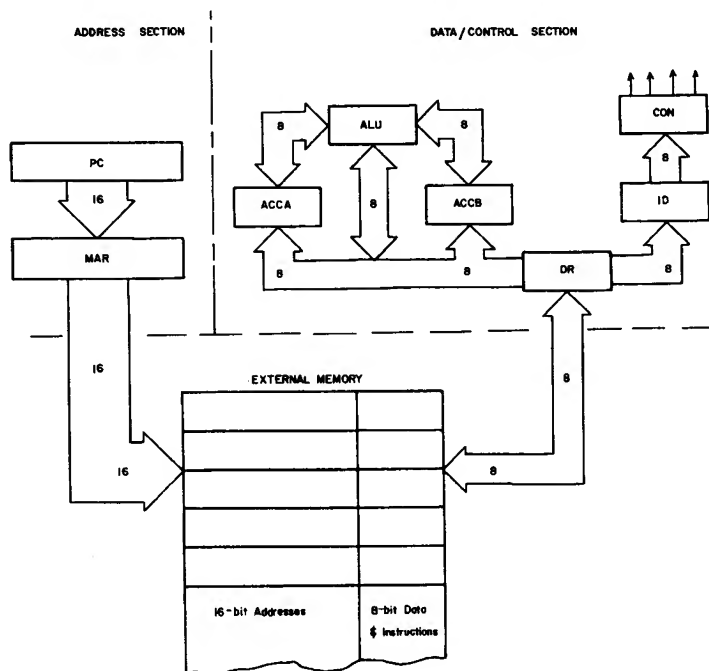 ADDRESS SECTION
DATA/CONTROL SECTION
PC
16
MAR
16
16
8
ALU
8
ACCA
8
ACCB
8
8
CON
8
ID
DR
8
8
8
EXTERNAL MEMORY
16-bit Addresses
8-bit Data
$ Instructions